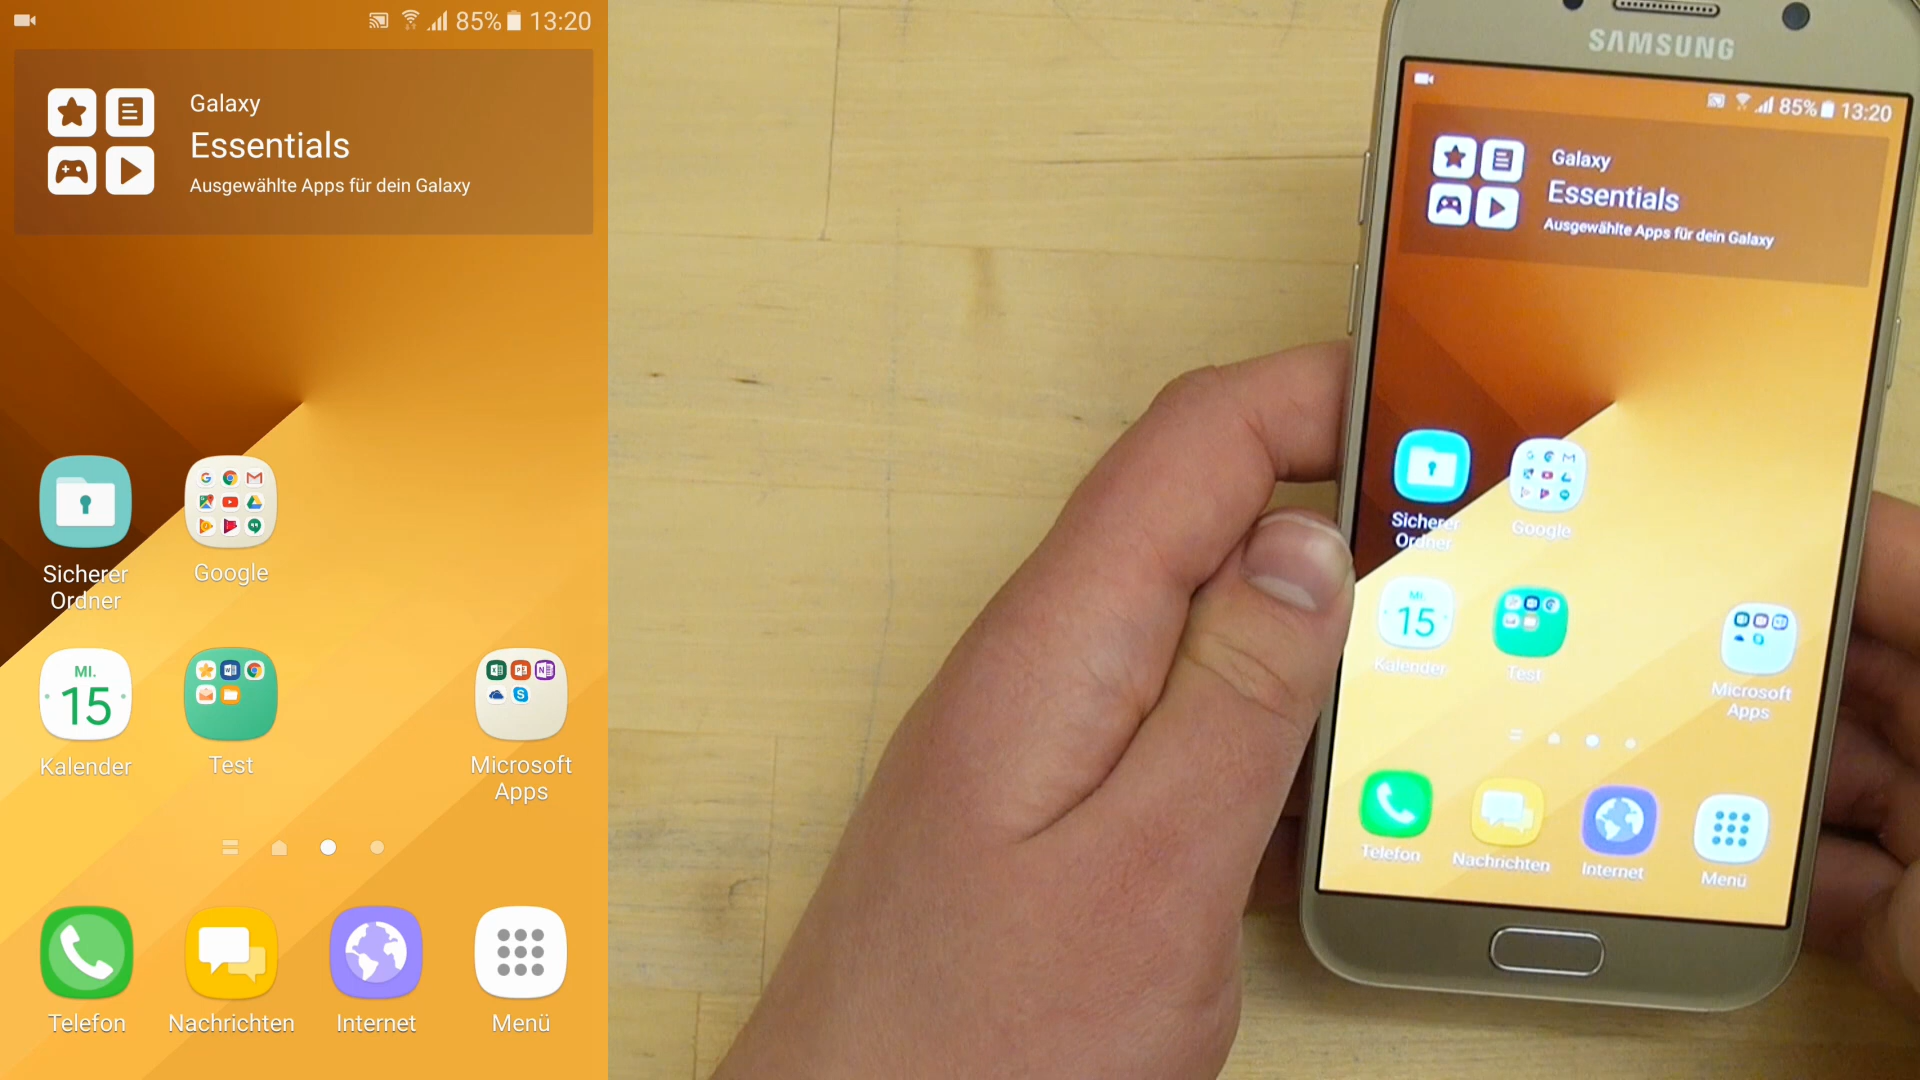 85% 13:20
Galaxy
Essentials
Ausgewählte Apps für dein Galaxy
Sicherer
Ordner
Google
MI.
15
Kalender
Test
Microsoft
Apps
Telefon
Nachrichten
Internet
Menü
SAMSUNG
85% 13:20
Galaxy
Essentials
Ausgewählte Apps für dein Galaxy
Sicherer
Ordner
Google
MI.
15
Kalender
Test
Microsoft
Apps
Telefon
Nachrichten
Internet
Menü